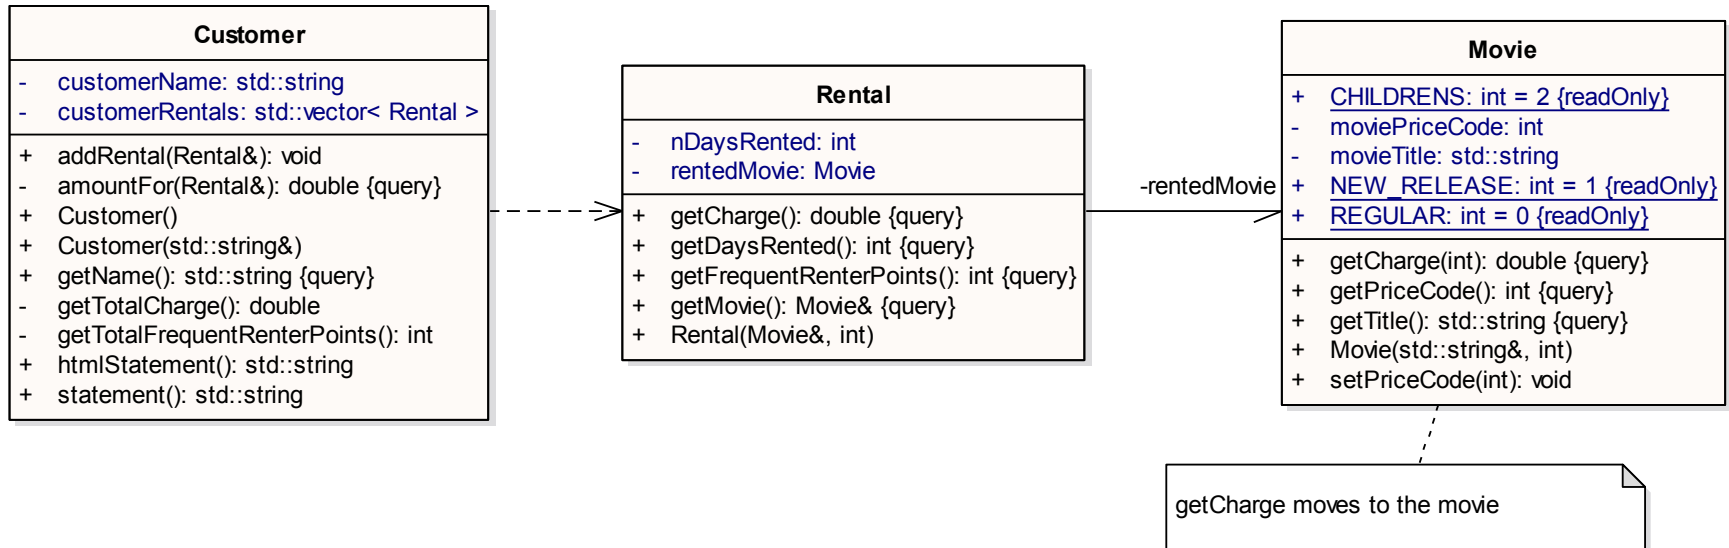 Customer
- customerName: std::string
- customerRentals: std::vector< Rental >
+ addRental(Rental&): void
- amountFor(Rental&): double {query}
+ Customer()
+ Customer(std::string&)
+ getName(): std::string {query}
- getTotalCharge(): double
- getTotalFrequentRenterPoints(): int
+ htmlStatement(): std::string
+ statement(): std::string
Rental
- nDaysRented: int
- rentedMovie: Movie
+ getCharge(): double {query}
+ getDaysRented(): int {query}
+ getFrequentRenterPoints(): int {query}
+ getMovie(): Movie& {query}
+ Rental(Movie&, int)
-rentedMovie
Movie
+ CHILDRENS: int = 2 {readOnly}
- moviePriceCode: int
- movieTitle: std::string
+ NEW_RELEASE: int = 1 {readOnly}
+ REGULAR: int = 0 {readOnly}
+ getCharge(int): double {query}
+ getPriceCode(): int {query}
+ getTitle(): std::string {query}
+ Movie(std::string&, int)
+ setPriceCode(int): void
getCharge moves to the movie